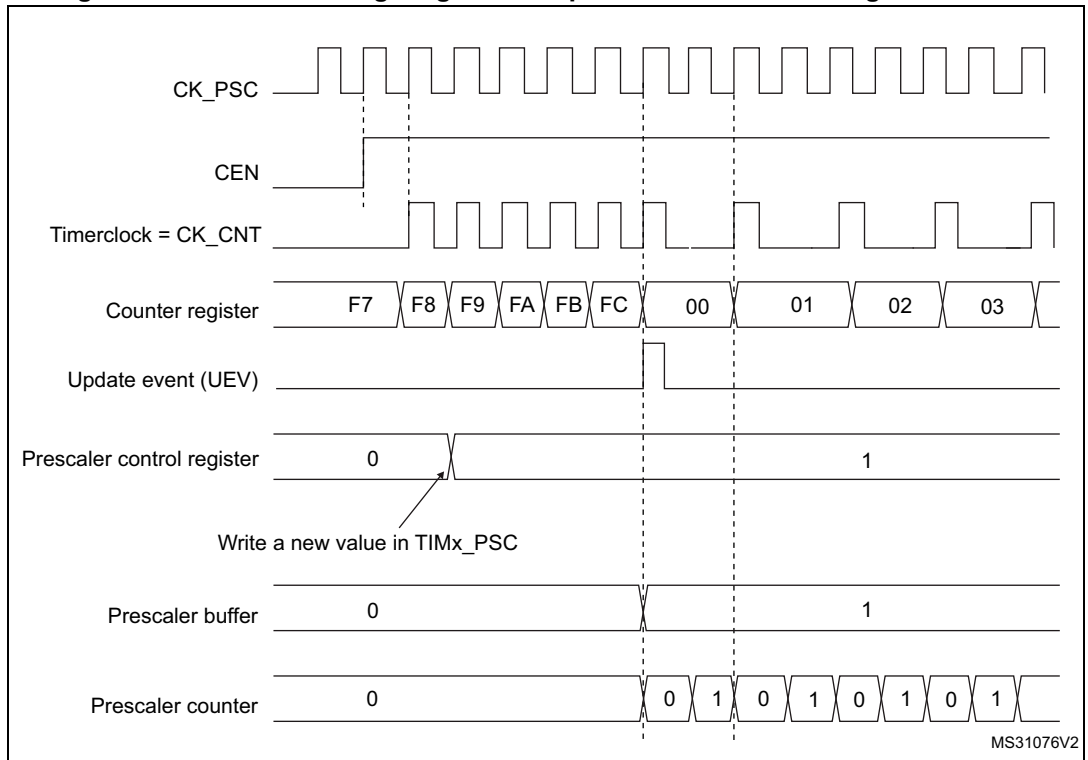 CK_PSC
CEN
Timerclock = CK_CNT
Counter register F7 F8 F9 FA FB FC 00 01 02 03
Update event (UEV)
Prescaler control register 0 1
Write a new value in TIMx_PSC
Prescaler buffer 0 1
Prescaler counter 0 0 1 0 1 0 1 0 1
MS31076V2